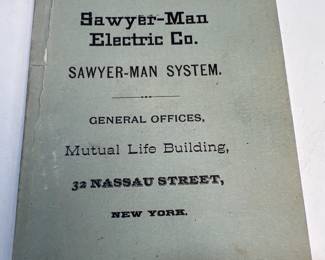 Sawyer-Man
Electric Co.
SAWYER-MAN SYSTEM.
GENERAL OFFICES,
Mutual Life Building,
32 NASSAU STREET,
NEW YORK.